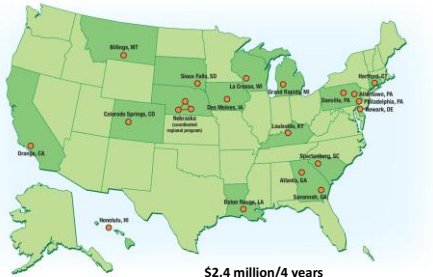 Billings, MT
Sioux Falls, SD
La Crosse, WI
Grand Rapids, MI
Hartford, CT
Danville, PA
Allentown, PA
Philadelphia, PA
Newark, DE
Des Moines, IA
Nebraska
(coordinated
regional program)
Colorado Springs, CO
Louisville, KY
Orange, CA
Spartanburg, SC
Atlanta, GA
Savannah, GA
Baton Rouge, LA
Honolulu, HI
$2.4 million/4 years